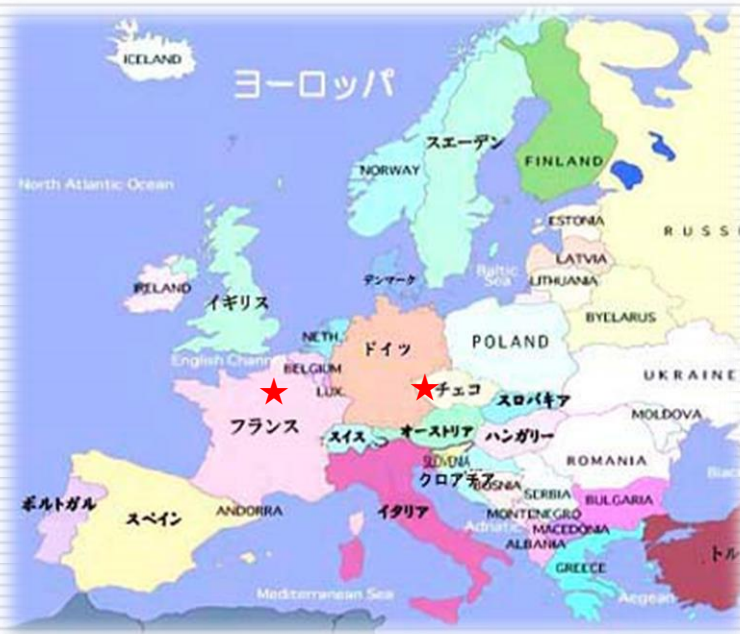 ICELAND
ヨーロッパ
スエーデン
FINLAND
NORWAY
North Atlantic Ocean
ESTONIA
RUSSI
LATVIA
Baltic
Sea
デンマーク
LITHUANIA
IRELAND
イギリス
BYELARUS
NETH.
ドイツ
POLAND
English Channel
BELGIUM
UKRAINE
LUX.
チェコ
スロバキア
MOLDOVA
フランス
スイス
オーストリア
ハンガリー
SLOVENIA
ROMANIA
クロアチア
BOSNIA
SERBIA
BULGARIA
ポルトガル
スペイン
ANDORRA
イタリア
MONTENEGRO
Adriatic
MACEDONIA
ALBANIA
トル
GREECE
Mediterranean Sea
Aegean